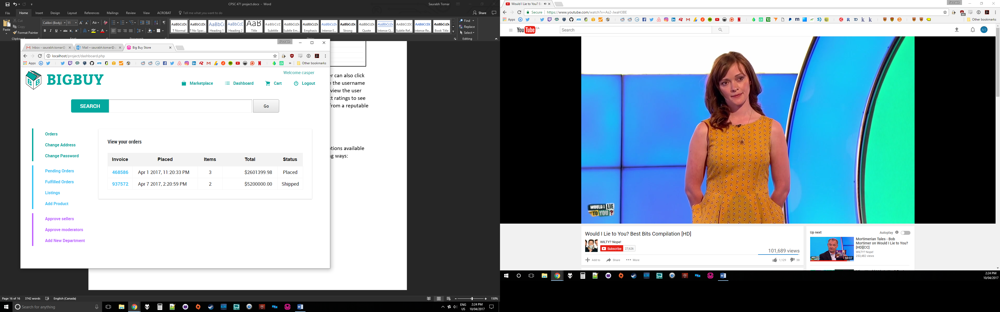 CPSC 471 project.docx - Word
Saurabh Tomar
File Home Insert Design Layout References Mailings Review View ACROBAT Tell me what you want to do
Share
Paste
Cut
Copy
Format Painter
Clipboard
Calibri (Body) 11
Font
Paragraph
AaBbCcDc ¶ Normal
AaBbCcDc ¶ No Spac...
AaBbCc Heading 1
AaBbCcE Heading 2
AaB Title
AaBbCcD Subtitle
AaBbCcDc Subtle Em...
AaBbCcDc Emphasis
AaBbCcDc Intense E...
AaBbCcDc Strong
AaBbCcDc Quote
AaBbCcDc Intense Q...
AABBCCDD Subtle Ref...
AABBCCDD Intense Re...
AaBbCcDc Book Title
Styles
Find
Replace
Select
Editing
Saurabh
Inbox - saurabh.tomar@
Mail – saurabh.tomar@u
Big Buy Store
localhost/project/dashboard.php
Apps
ATB
Other bookmarks
BIGBUY
Welcome casper
Marketplace Dashboard Cart Logout
SEARCH Go
Orders
Change Address
Change Password
Pending Orders
Fulfilled Orders
Listings
Add Product
Approve sellers
Approve moderators
Add New Department
View your orders
Invoice Placed Items Total Status
468586 Apr 1 2017, 11:20:33 PM 3 $2601399.98 Placed
937572 Apr 7 2017, 2:20:59 PM 2 $5200000.00 Shipped
er can also click
e the username
view the user
ct ratings to see
from a reputable
tions available
g ways:
Page 16 of 16 3742 words English (Canada)
150%
Search for anything
ENG
US
2:24 PM
10/04/2017
Would I Lie to You? B
Saurabh
Secure https://www.youtube.com/watch?v=As2-JwaH3BE
Apps
ATB
Other bookmarks
YouTube CA
Search
WOULD I LIE
TO YOU?
Would I Lie to You? Best Bits Compilation [HD]
WILTY? Nope!
Subscribe 27,626
101,689 views
Add to Share More
1,129 38
Up next
Autoplay
Mortimerian Tales - Bob
Mortimer on Would I Lie to You?
[HD][CC]
WILTY? Nope!
253,482 views
50:37
2:24 PM
10/04/2017